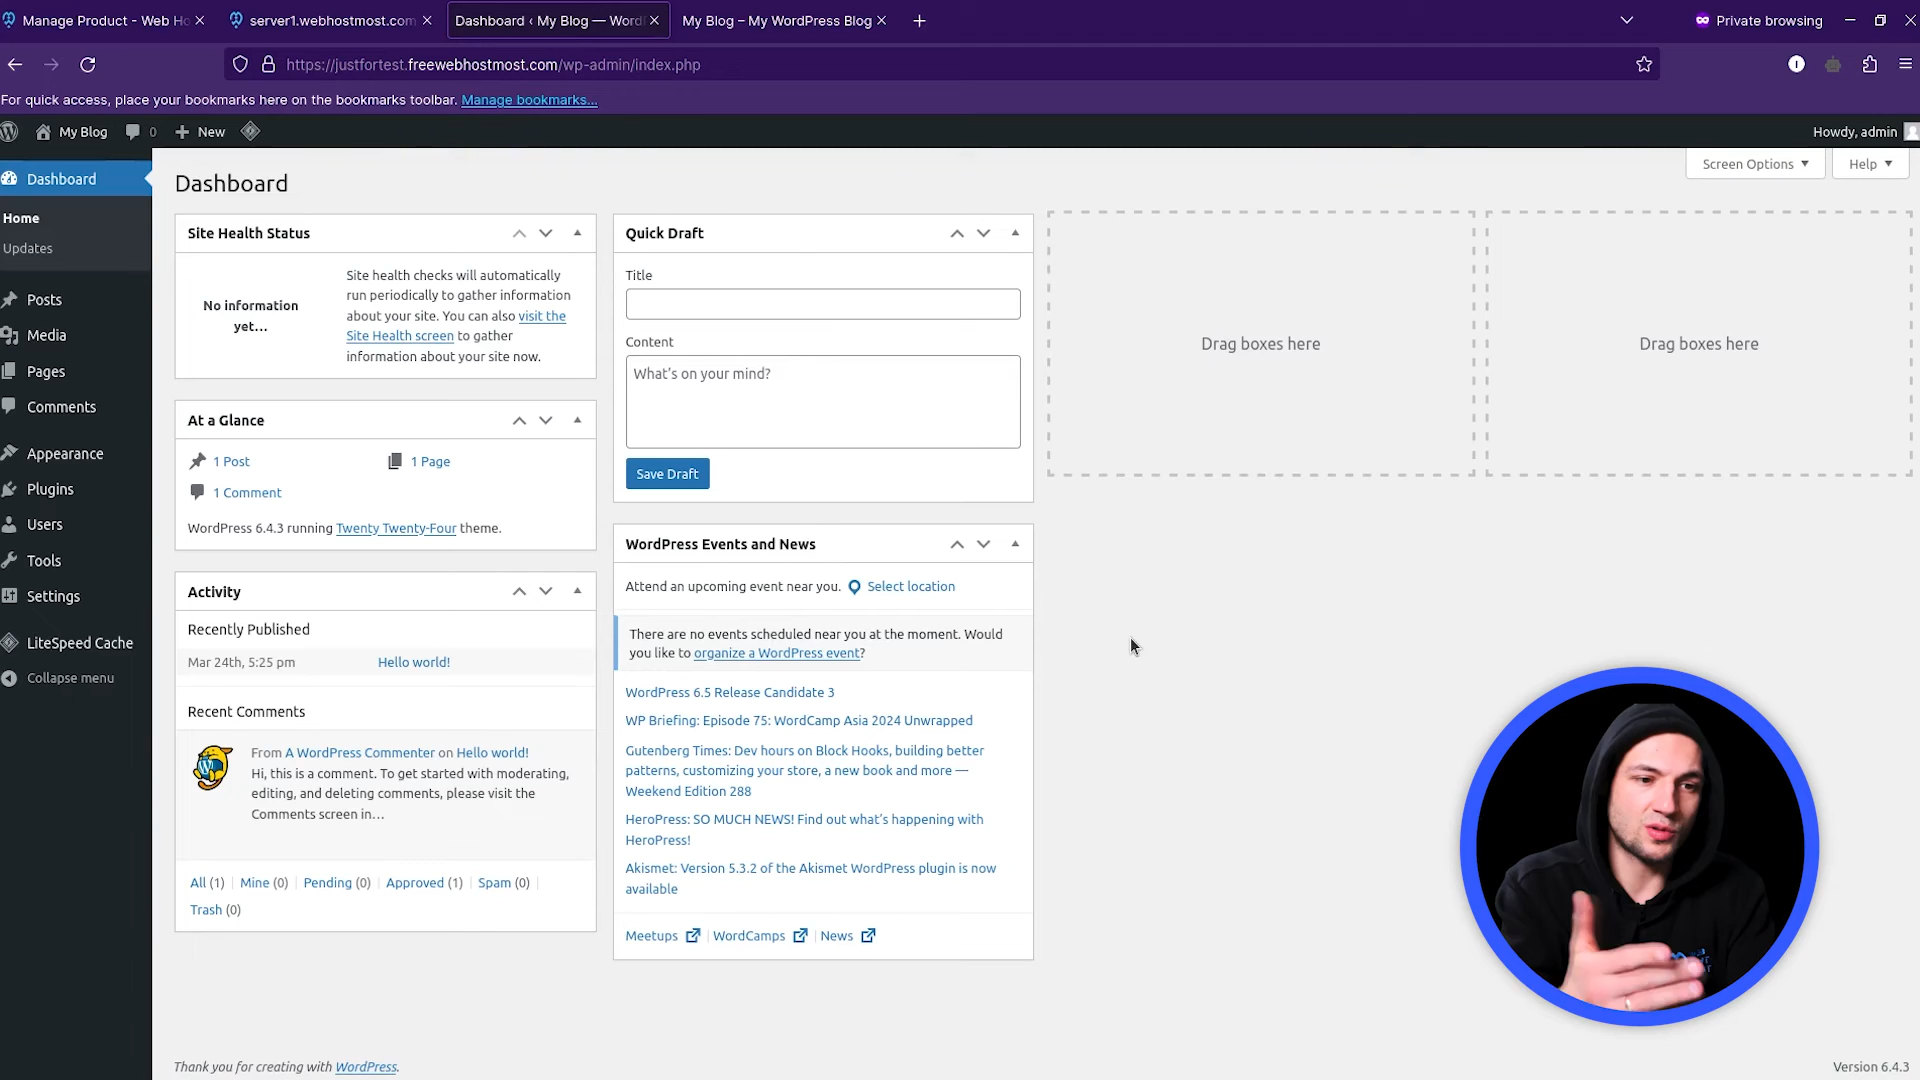 Manage Product - Web Ho
server1.webhostmost.com
Dashboard ‹ My Blog — Word
My Blog – My WordPress Blog
Private browsing
https://justfortest.freewebhostmost.com/wp-admin/index.php
For quick access, place your bookmarks here on the bookmarks toolbar. Manage bookmarks...
My Blog
0
New
Howdy, admin
Dashboard
Home
Updates
Posts
Media
Pages
Comments
Appearance
Plugins
Users
Tools
Settings
LiteSpeed Cache
Collapse menu
Screen Options
Help
Dashboard
Site Health Status
No information
yet…
Site health checks will automatically
run periodically to gather information
about your site. You can also visit the
Site Health screen to gather
information about your site now.
At a Glance
1 Post
1 Page
1 Comment
WordPress 6.4.3 running Twenty Twenty-Four theme.
Activity
Recently Published
Mar 24th, 5:25 pm
Hello world!
Recent Comments
From A WordPress Commenter on Hello world!
Hi, this is a comment. To get started with moderating,
editing, and deleting comments, please visit the
Comments screen in…
All (1)
Mine (0)
Pending (0)
Approved (1)
Spam (0)
Trash (0)
Quick Draft
Title
Content
What's on your mind?
Save Draft
WordPress Events and News
Attend an upcoming event near you.
Select location
There are no events scheduled near you at the moment. Would
you like to organize a WordPress event?
WordPress 6.5 Release Candidate 3
WP Briefing: Episode 75: WordCamp Asia 2024 Unwrapped
Gutenberg Times: Dev hours on Block Hooks, building better
patterns, customizing your store, a new book and more —
Weekend Edition 288
HeroPress: SO MUCH NEWS! Find out what's happening with
HeroPress!
Akismet: Version 5.3.2 of the Akismet WordPress plugin is now
available
Meetups
WordCamps
News
Drag boxes here
Drag boxes here
Thank you for creating with WordPress.
Version 6.4.3